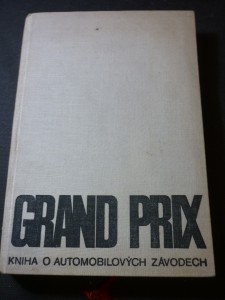 GRAND PRIX
KNIHA O AUTOMOBILOVÝCH ZÁVODECH